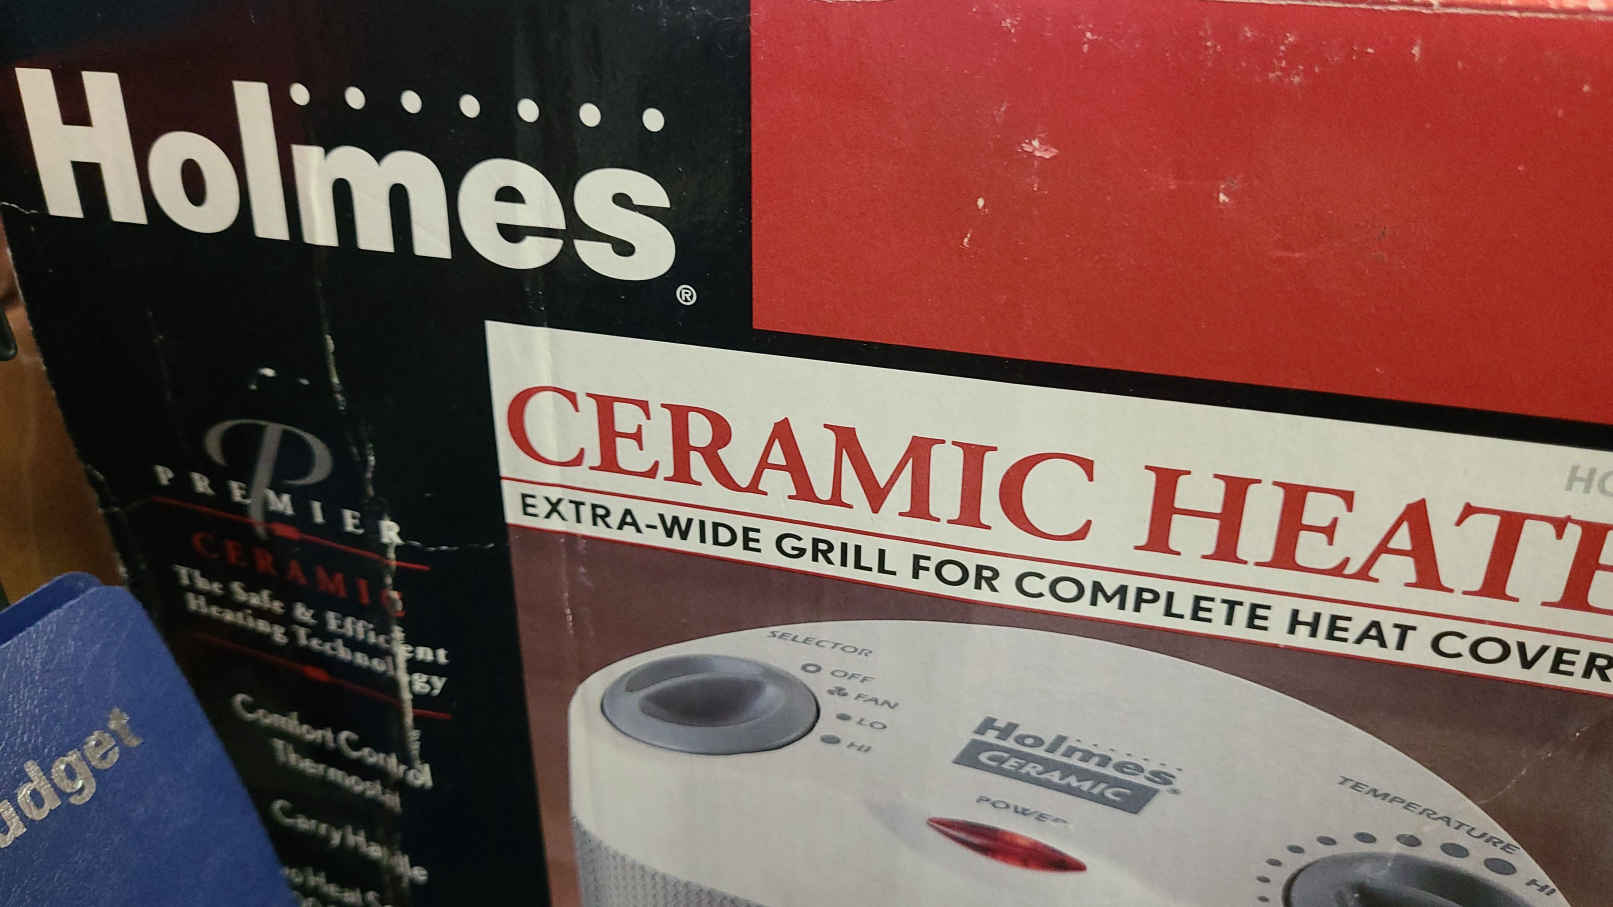 Holmes®
P
PREMIER
CERAMIC
The Safe & Efficient
Heating Technology
Comfort Control
Thermostat
Carry Handle
CERAMIC HEATE
EXTRA-WIDE GRILL FOR COMPLETE HEAT COVER
SELECTOR
OFF
FAN
LO
HI
Holmes®
CERAMIC
POWER
TEMPERATURE
HI
udget